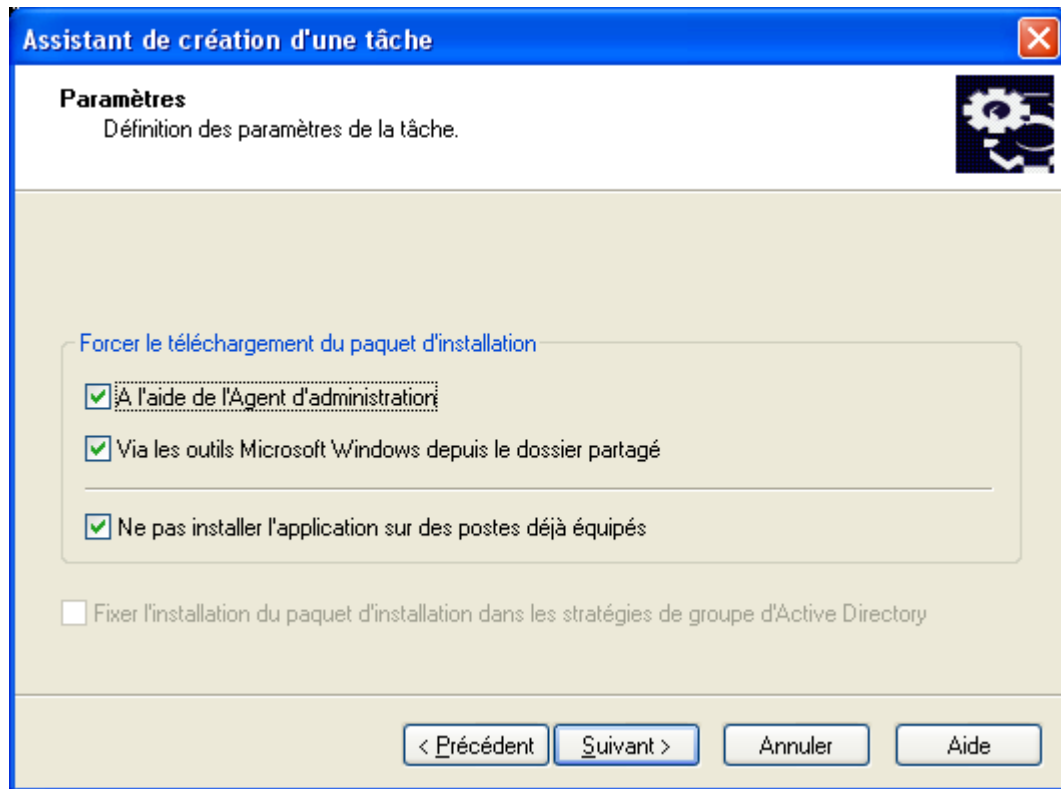 Assistant de création d'une tâche
Paramètres
Définition des paramètres de la tâche.
Forcer le téléchargement du paquet d'installation
A l'aide de l'Agent d'administration
Via les outils Microsoft Windows depuis le dossier partagé
Ne pas installer l'application sur des postes déjà équipés
Fixer l'installation du paquet d'installation dans les stratégies de groupe d'Active Directory
< Précédent Suivant > Annuler Aide